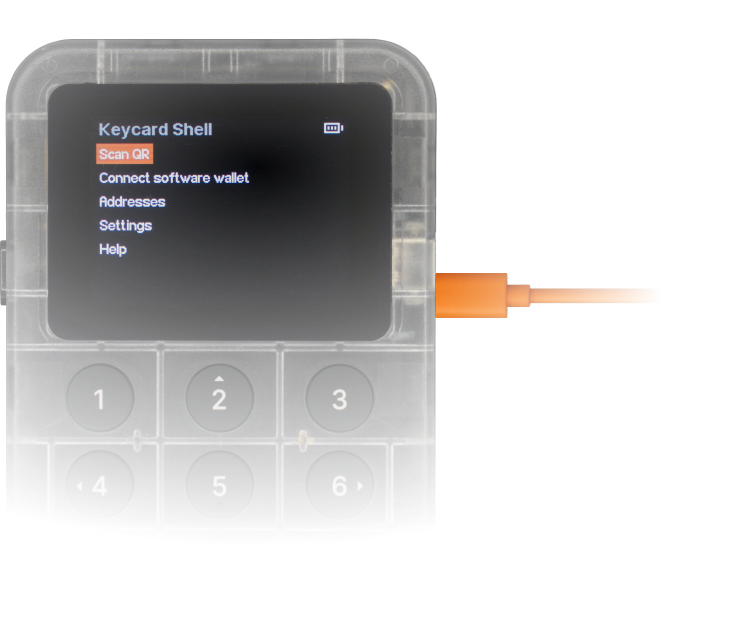 Keycard Shell
Scan QR
Connect software wallet
Addresses
Settings
Help
1 2 3
4 5 6